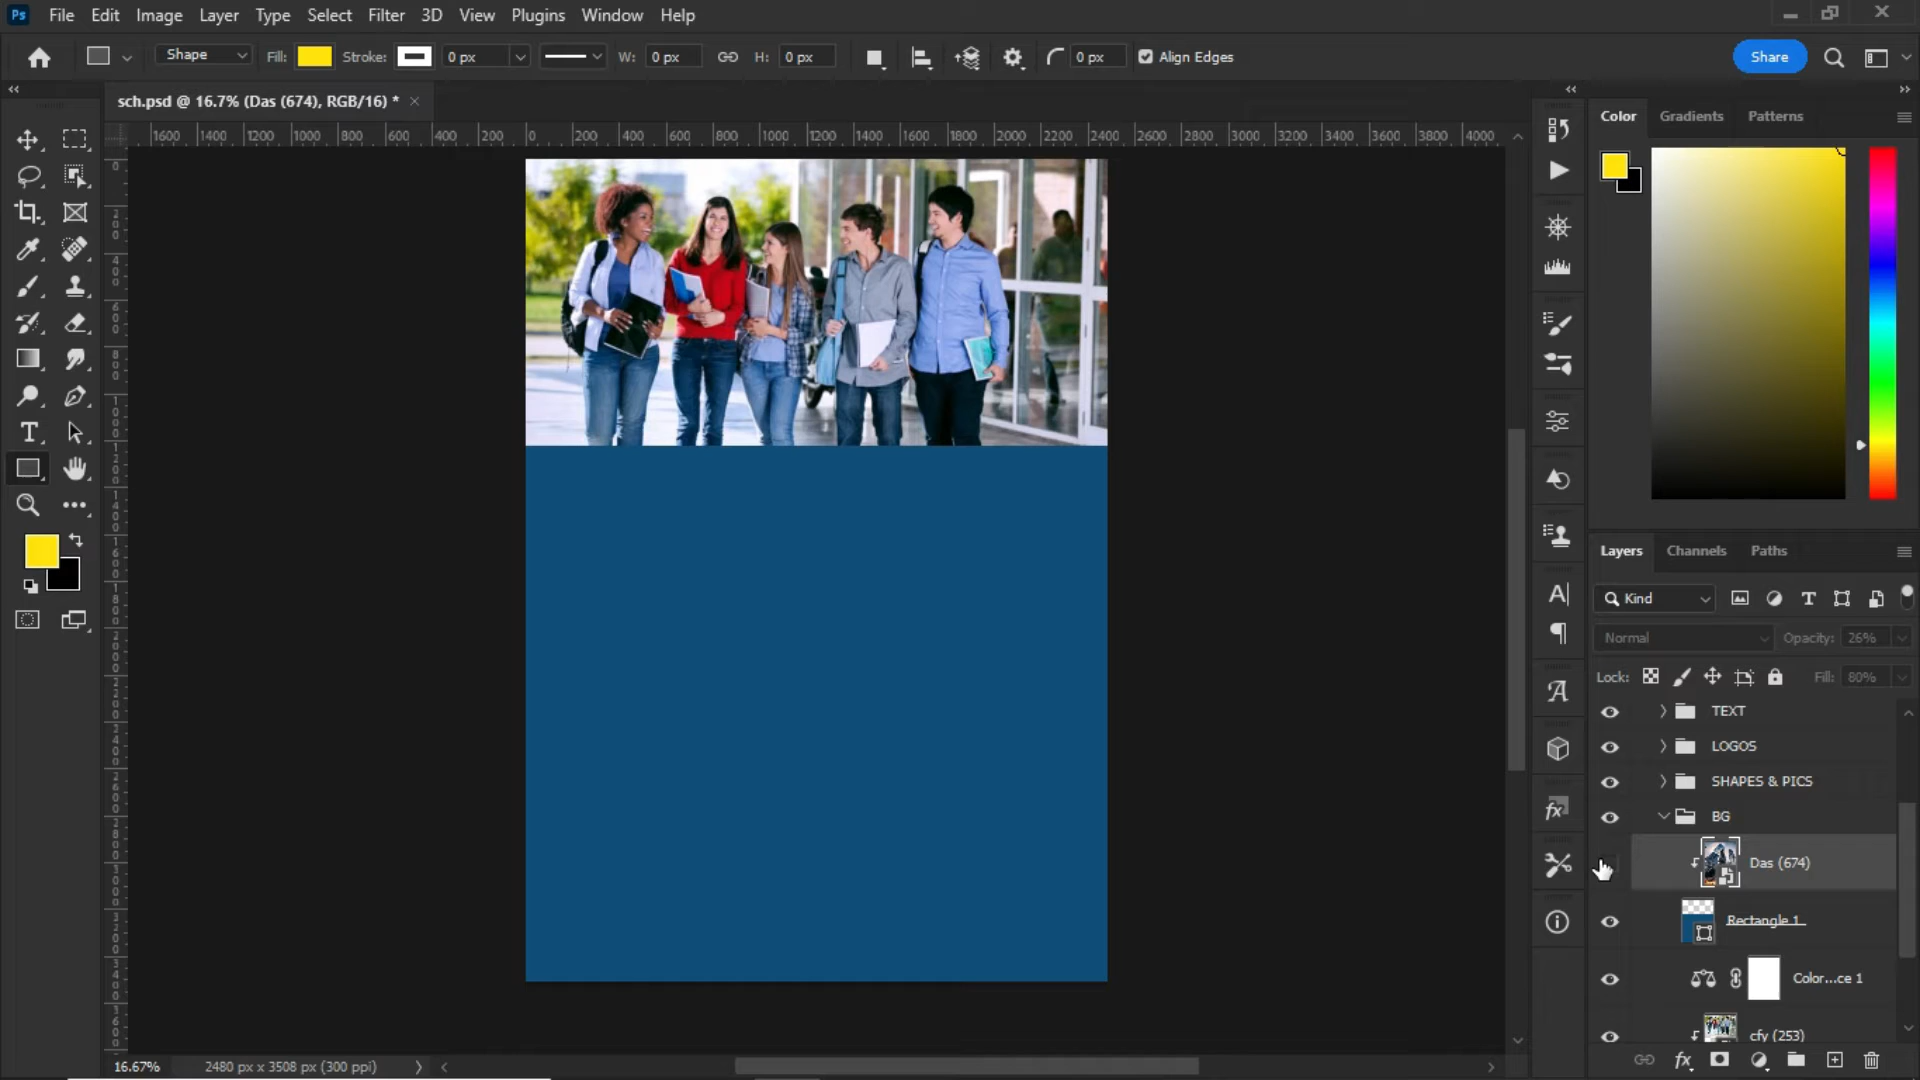 Ps File Edit Image Layer Type Select Filter 3D View Plugins Window Help
Shape Fill: Stroke: 0 px W: 0 px H: 0 px 0 px Align Edges Share
sch.psd @ 16.7% (Das (674), RGB/16) *
1600 1400 1200 1000 800 600 400 200 0 200 400 600 800 1000 1200 1400 1600 1800 2000 2200 2400 2600 2800 3000 3200 3400 3600 3800 4000
Color Gradients Patterns
Layers Channels Paths
Kind
Normal Opacity: 26%
Lock: Fill: 80%
TEXT
LOGOS
SHAPES & PICS
BG
Das (674)
Rectangle 1
Color...ce 1
cfy (253)
16.67% 2480 px x 3508 px (300 ppi)